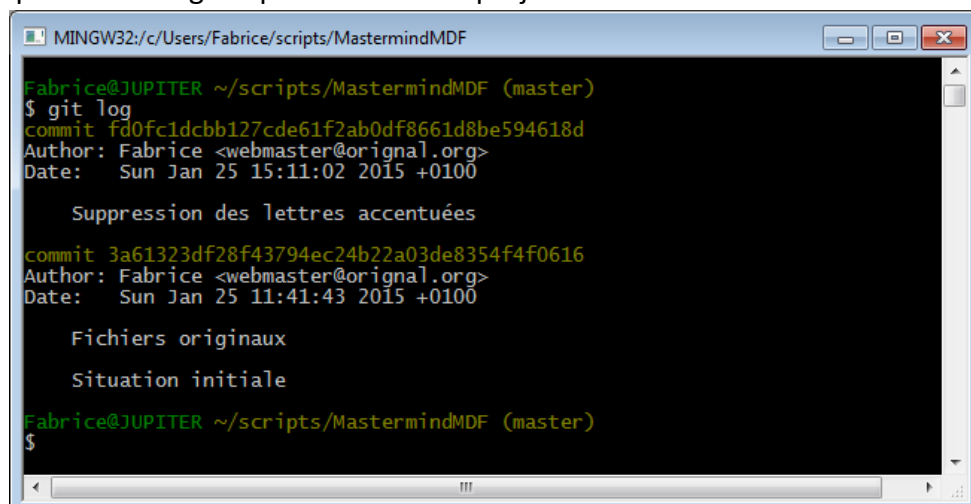 MINGW32:/c/Users/Fabrice/scripts/MastermindMDF
Fabrice@JUPITER ~/scripts/MastermindMDF (master)
$ git log
commit fd0fc1dcbb127cde61f2ab0df8661d8be594618d
Author: Fabrice <webmaster@orignal.org>
Date:   Sun Jan 25 15:11:02 2015 +0100
Suppression des lettres accentuées
commit 3a61323df28f43794ec24b22a03de8354f4f0616
Author: Fabrice <webmaster@orignal.org>
Date:   Sun Jan 25 11:41:43 2015 +0100
Fichiers originaux
Situation initiale
Fabrice@JUPITER ~/scripts/MastermindMDF (master)
$